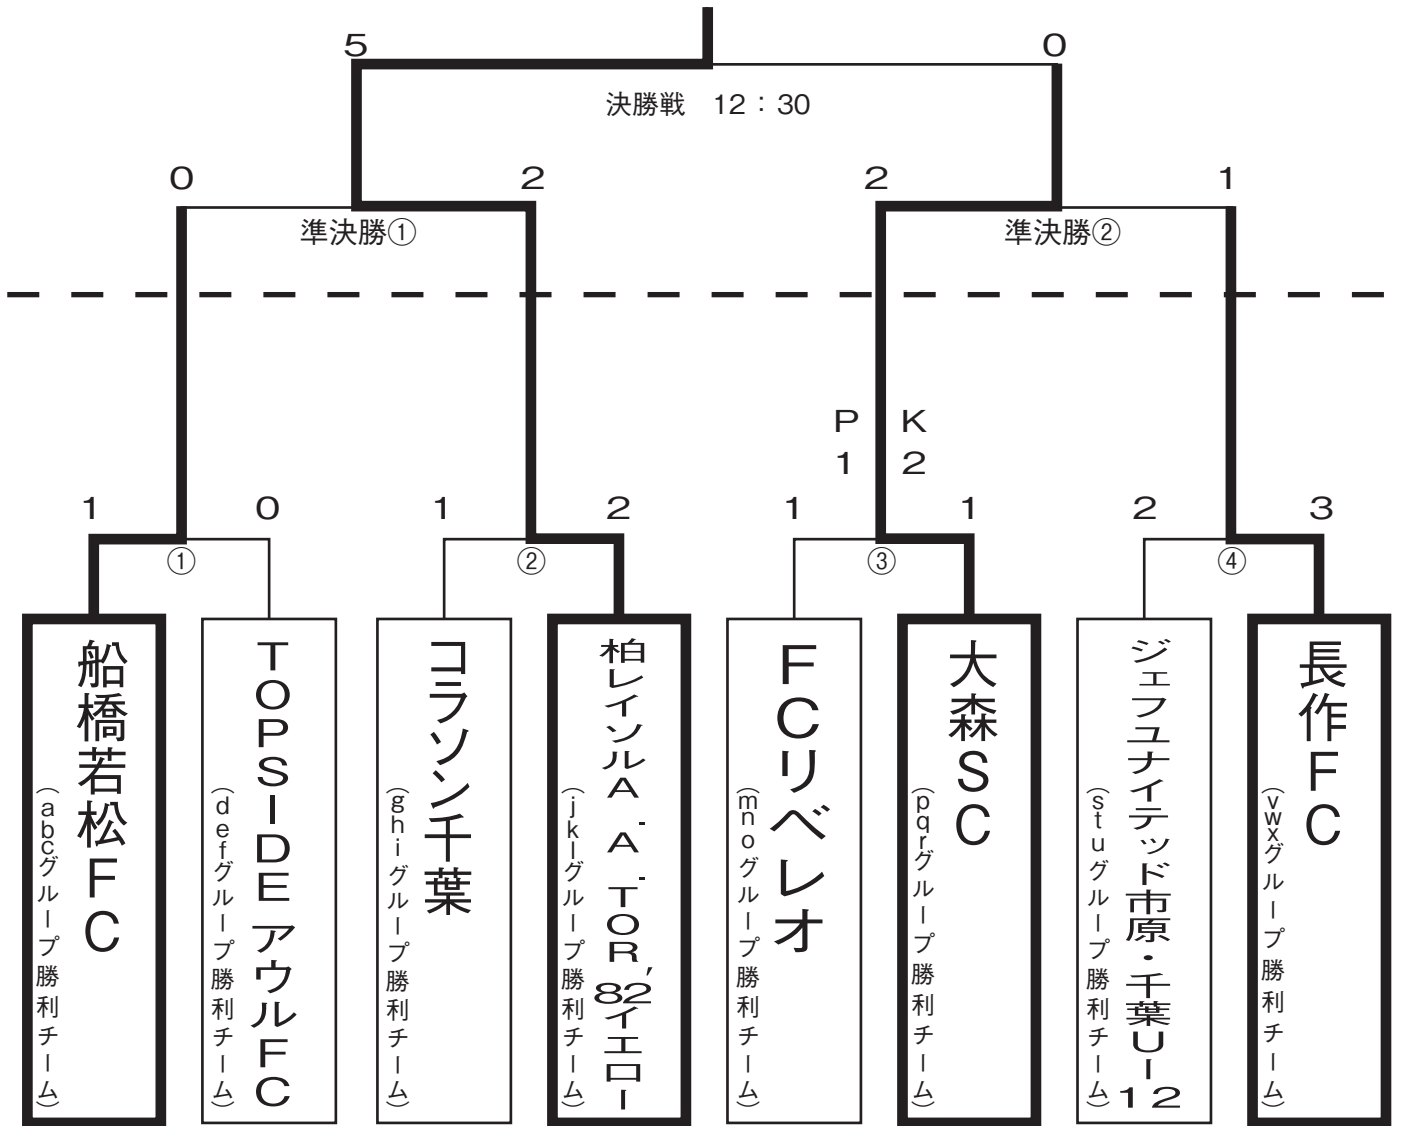 5
0
決勝戦 12：30
0
2
2
1
準決勝①
準決勝②
P K
1 2
1
0
1
2
1
1
2
3
①
②
③
④
船橋若松FC
(abcグループ勝利チーム)
TOPSIDE アウルFC
(defグループ勝利チーム)
コラソン千葉
(ghiグループ勝利チーム)
柏レイソルA.A.TOR'82イエロー
(jklグループ勝利チーム)
FCリベレオ
(mnoグループ勝利チーム)
大森SC
(pqrグループ勝利チーム)
ジェフユナイテッド市原・千葉U-12
(stuグループ勝利チーム)
長作FC
(vwxグループ勝利チーム)